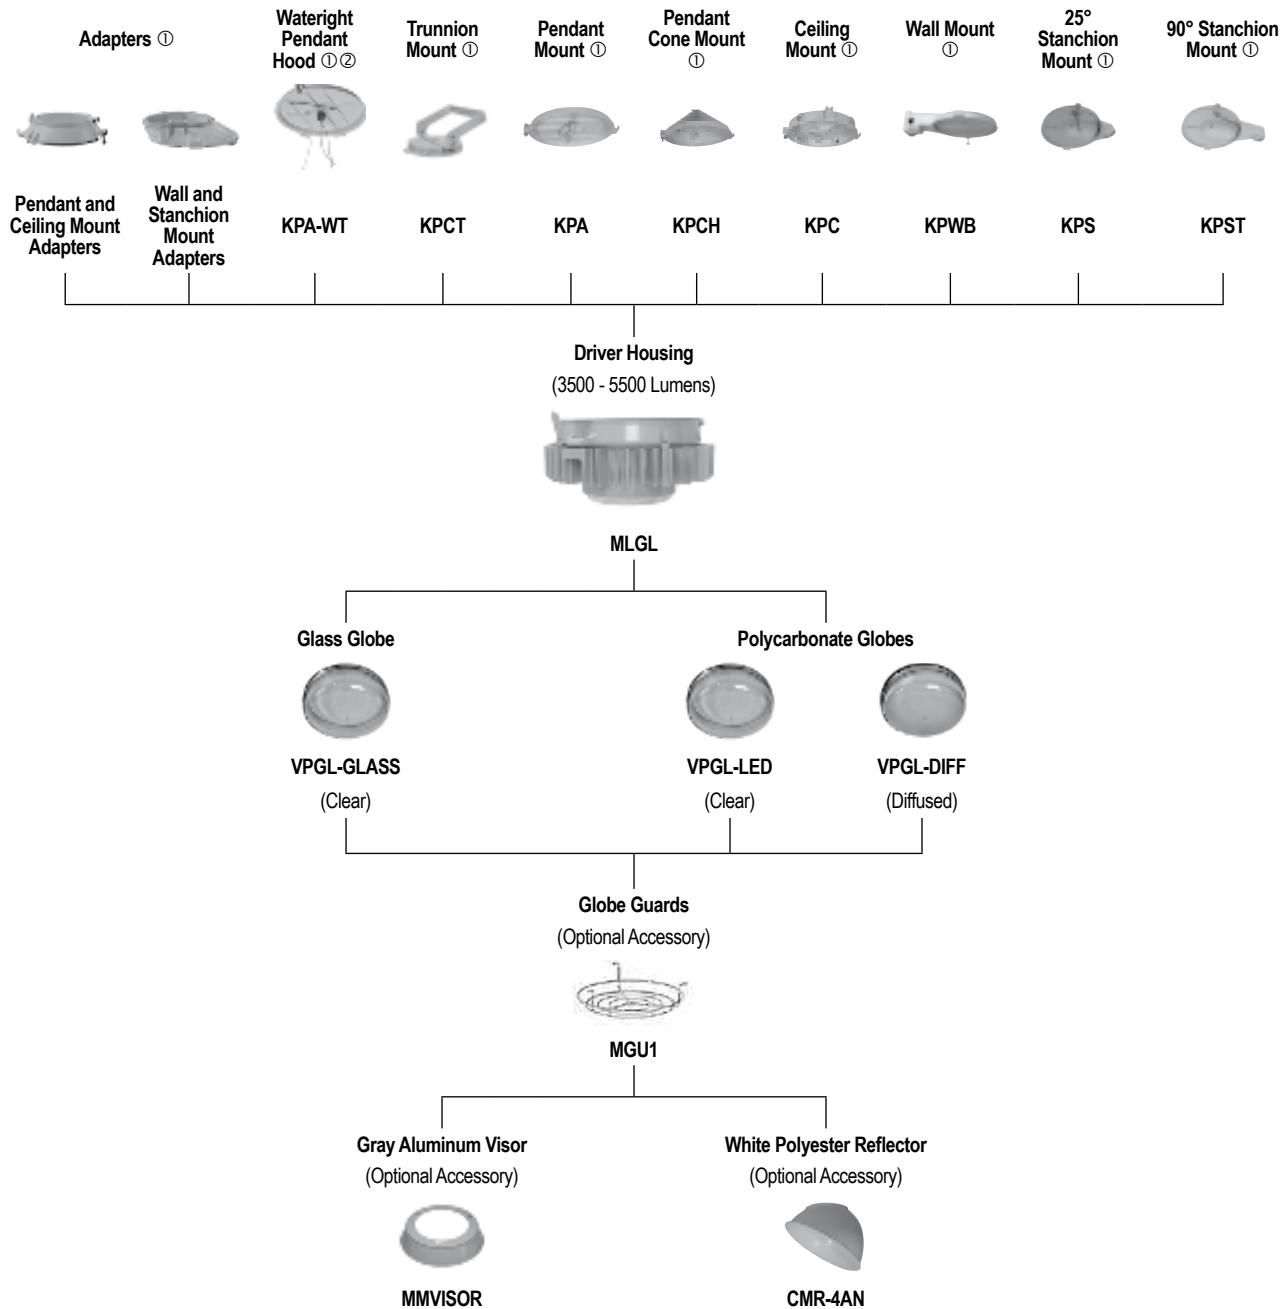 Adapters ①
Wateright
Pendant
Hood ①②
Trunnion
Mount ①
Pendant
Mount ①
Pendant
Cone Mount
①
Ceiling
Mount ①
Wall Mount
①
25°
Stanchion
Mount ①
90° Stanchion
Mount ①
Pendant and
Ceiling Mount
Adapters
Wall and
Stanchion
Mount
Adapters
KPA-WT
KPCT
KPA
KPCH
KPC
KPWB
KPS
KPST
Driver Housing
(3500 - 5500 Lumens)
MLGL
Glass Globe
Polycarbonate Globes
VPGL-GLASS
(Clear)
VPGL-LED
(Clear)
VPGL-DIFF
(Diffused)
Globe Guards
(Optional Accessory)
MGU1
Gray Aluminum Visor
(Optional Accessory)
White Polyester Reflector
(Optional Accessory)
MMVISOR
CMR-4AN